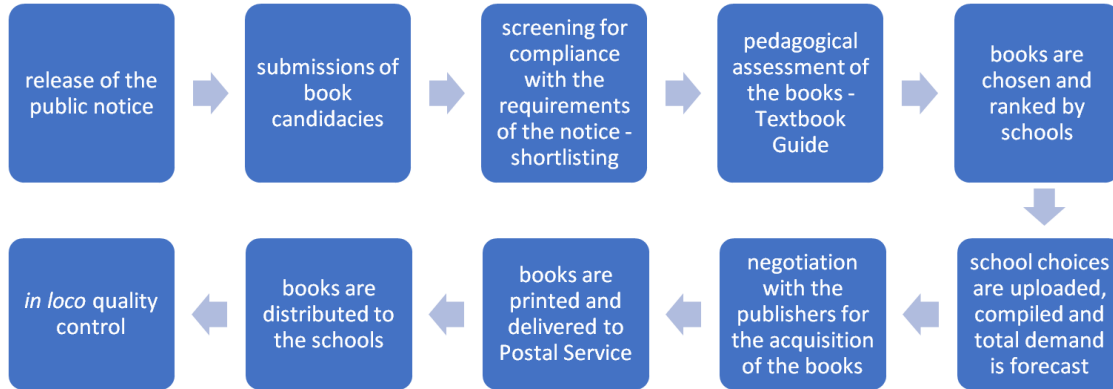 release of the
public notice
submissions of
book
candidacies
screening for
compliance with the
requirements
of the notice -
shortlisting
pedagogical
assessment of
the books -
Textbook
Guide
books are
chosen and
ranked by
schools
school choices
are uploaded,
compiled and
total demand
is forecast
negotiation
with the
publishers for
the acquisition
of the books
books are
printed and
delivered to
Postal Service
books are
distributed to
the schools
in loco quality
control